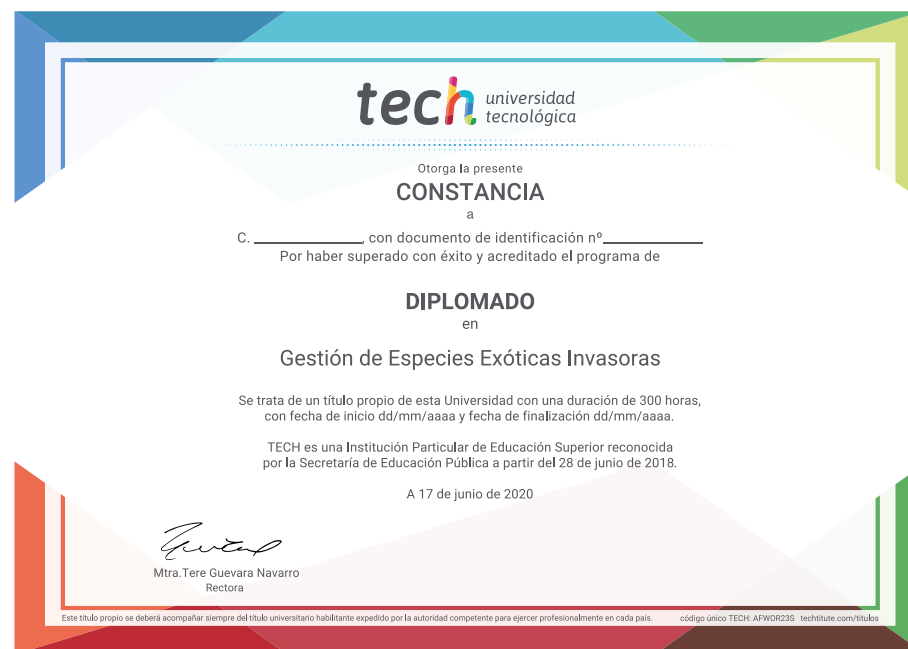 tech universidad
tecnológica
Otorga la presente
CONSTANCIA
a
C. ____________, con documento de identificación nº___________
Por haber superado con éxito y acreditado el programa de
DIPLOMADO
en
Gestión de Especies Exóticas Invasoras
Se trata de un título propio de esta Universidad con una duración de 300 horas,
con fecha de inicio dd/mm/aaaa y fecha de finalización dd/mm/aaaa.
TECH es una Institución Particular de Educación Superior reconocida
por la Secretaría de Educación Pública a partir del 28 de junio de 2018.
A 17 de junio de 2020
Mtra.Tere Guevara Navarro
Rectora
Este título propio se deberá acompañar siempre del título universitario habilitante expedido por la autoridad competente para ejercer profesionalmente en cada país. código único TECH: AFWOR23S techtitute.com/titulos